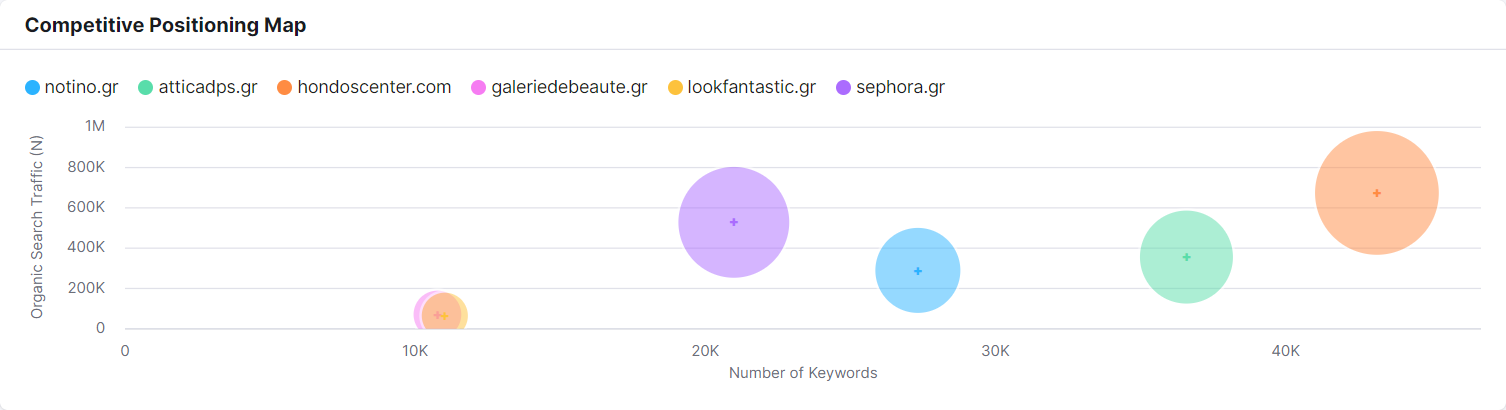 Competitive Positioning Map
notino.gr atticadps.gr hondoscenter.com galeriedebeaute.gr lookfantastic.gr sephora.gr
Organic Search Traffic (N)
1M
800K
600K
400K
200K
0
0 10K 20K 30K 40K
Number of Keywords